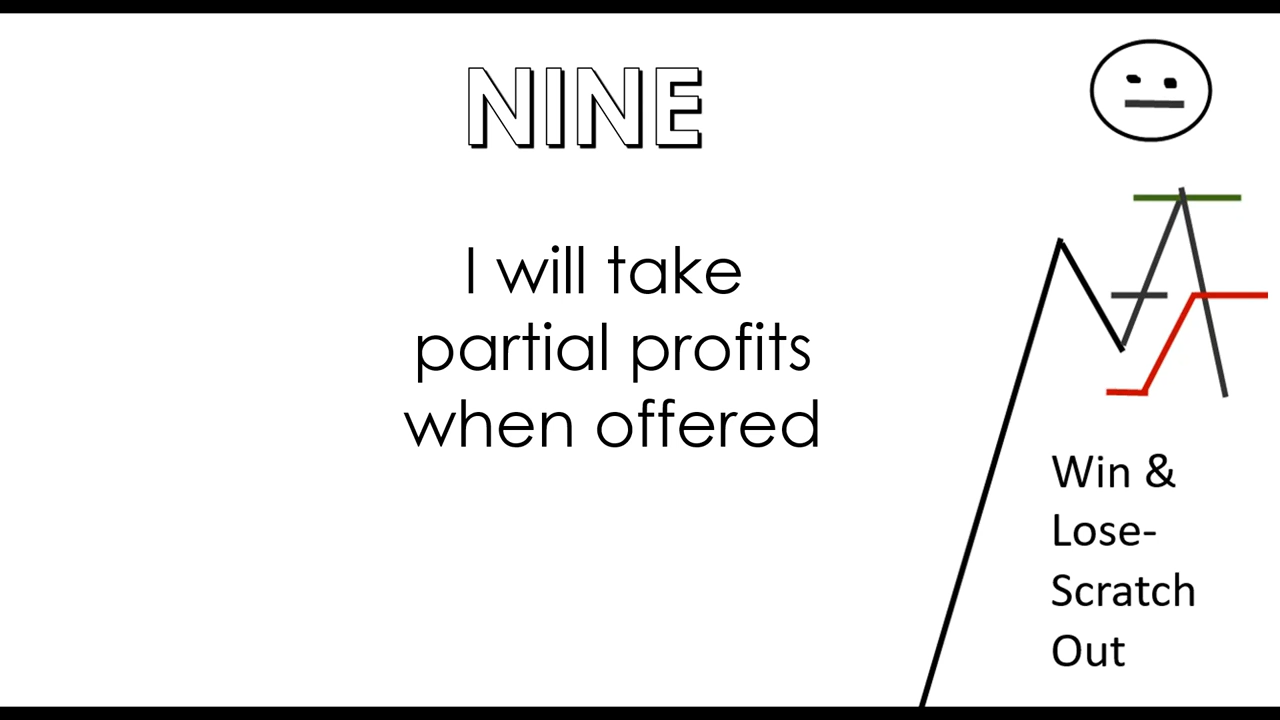 NINE
I will take
partial profits
when offered
Win &
Lose-
Scratch
Out